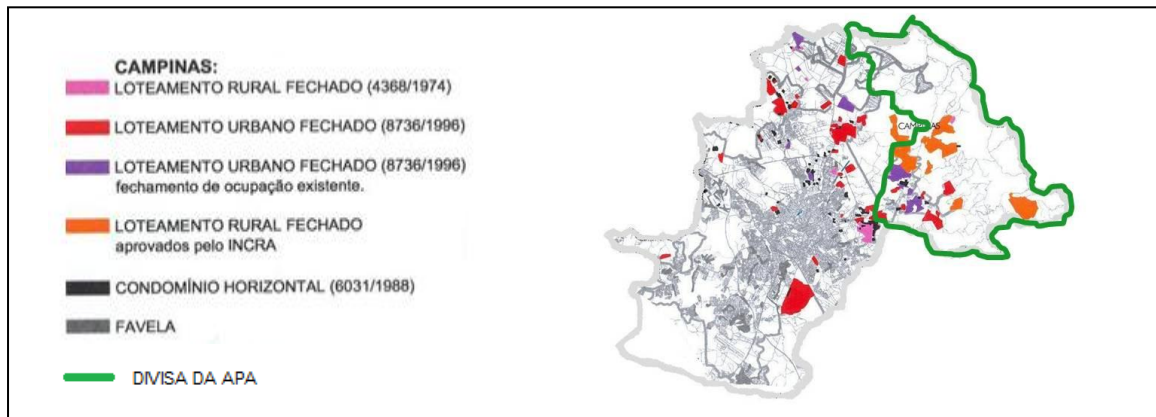 CAMPINAS:
LOTEAMENTO RURAL FECHADO (4368/1974)
LOTEAMENTO URBANO FECHADO (8736/1996)
LOTEAMENTO URBANO FECHADO (8736/1996)
fechamento de ocupação existente.
LOTEAMENTO RURAL FECHADO
aprovados pelo INCRA
CONDOMÍNIO HORIZONTAL (6031/1988)
FAVELA
DIVISA DA APA
CAMPINAS